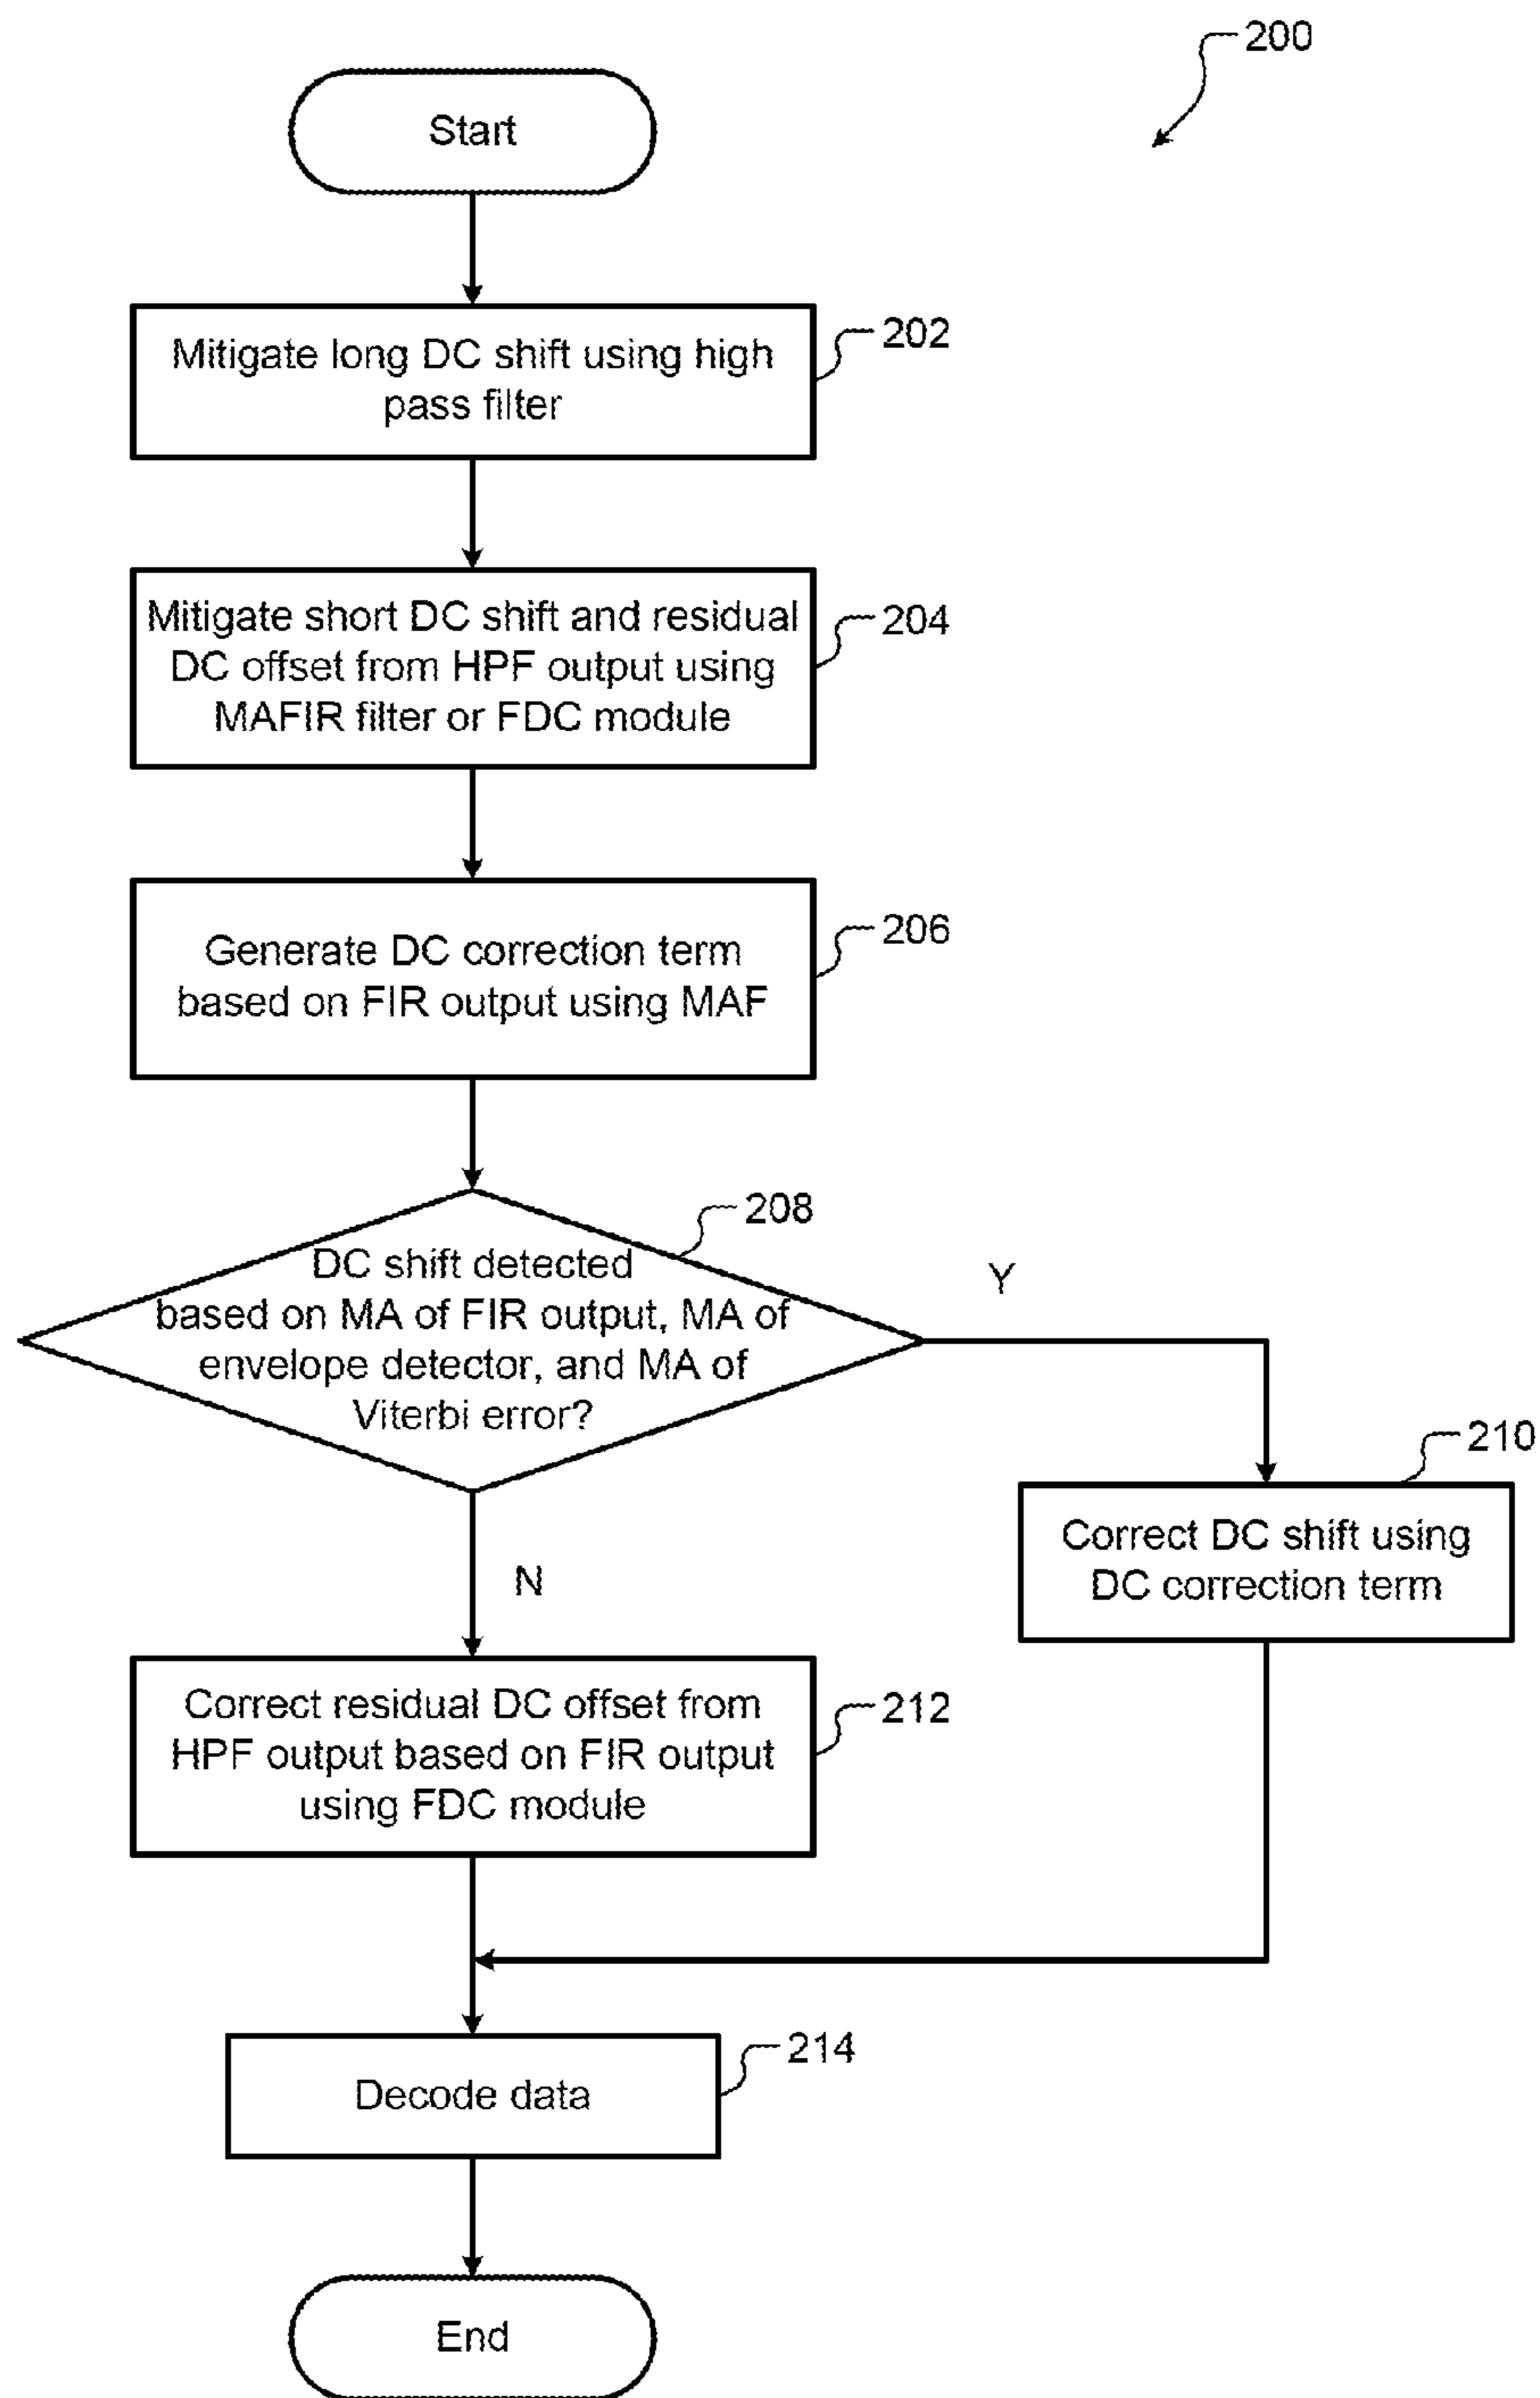 200
Start
Mitigate long DC shift using high
pass filter
202
Mitigate short DC shift and residual
DC offset from HPF output using
MAFIR filter or FDC module
204
Generate DC correction term
based on FIR output using MAF
206
208
DC shift detected
based on MA of FIR output, MA of
envelope detector, and MA of
Viterbi error?
Y
N
210
Correct DC shift using
DC correction term
Correct residual DC offset from
HPF output based on FIR output
using FDC module
212
Decode data
214
End